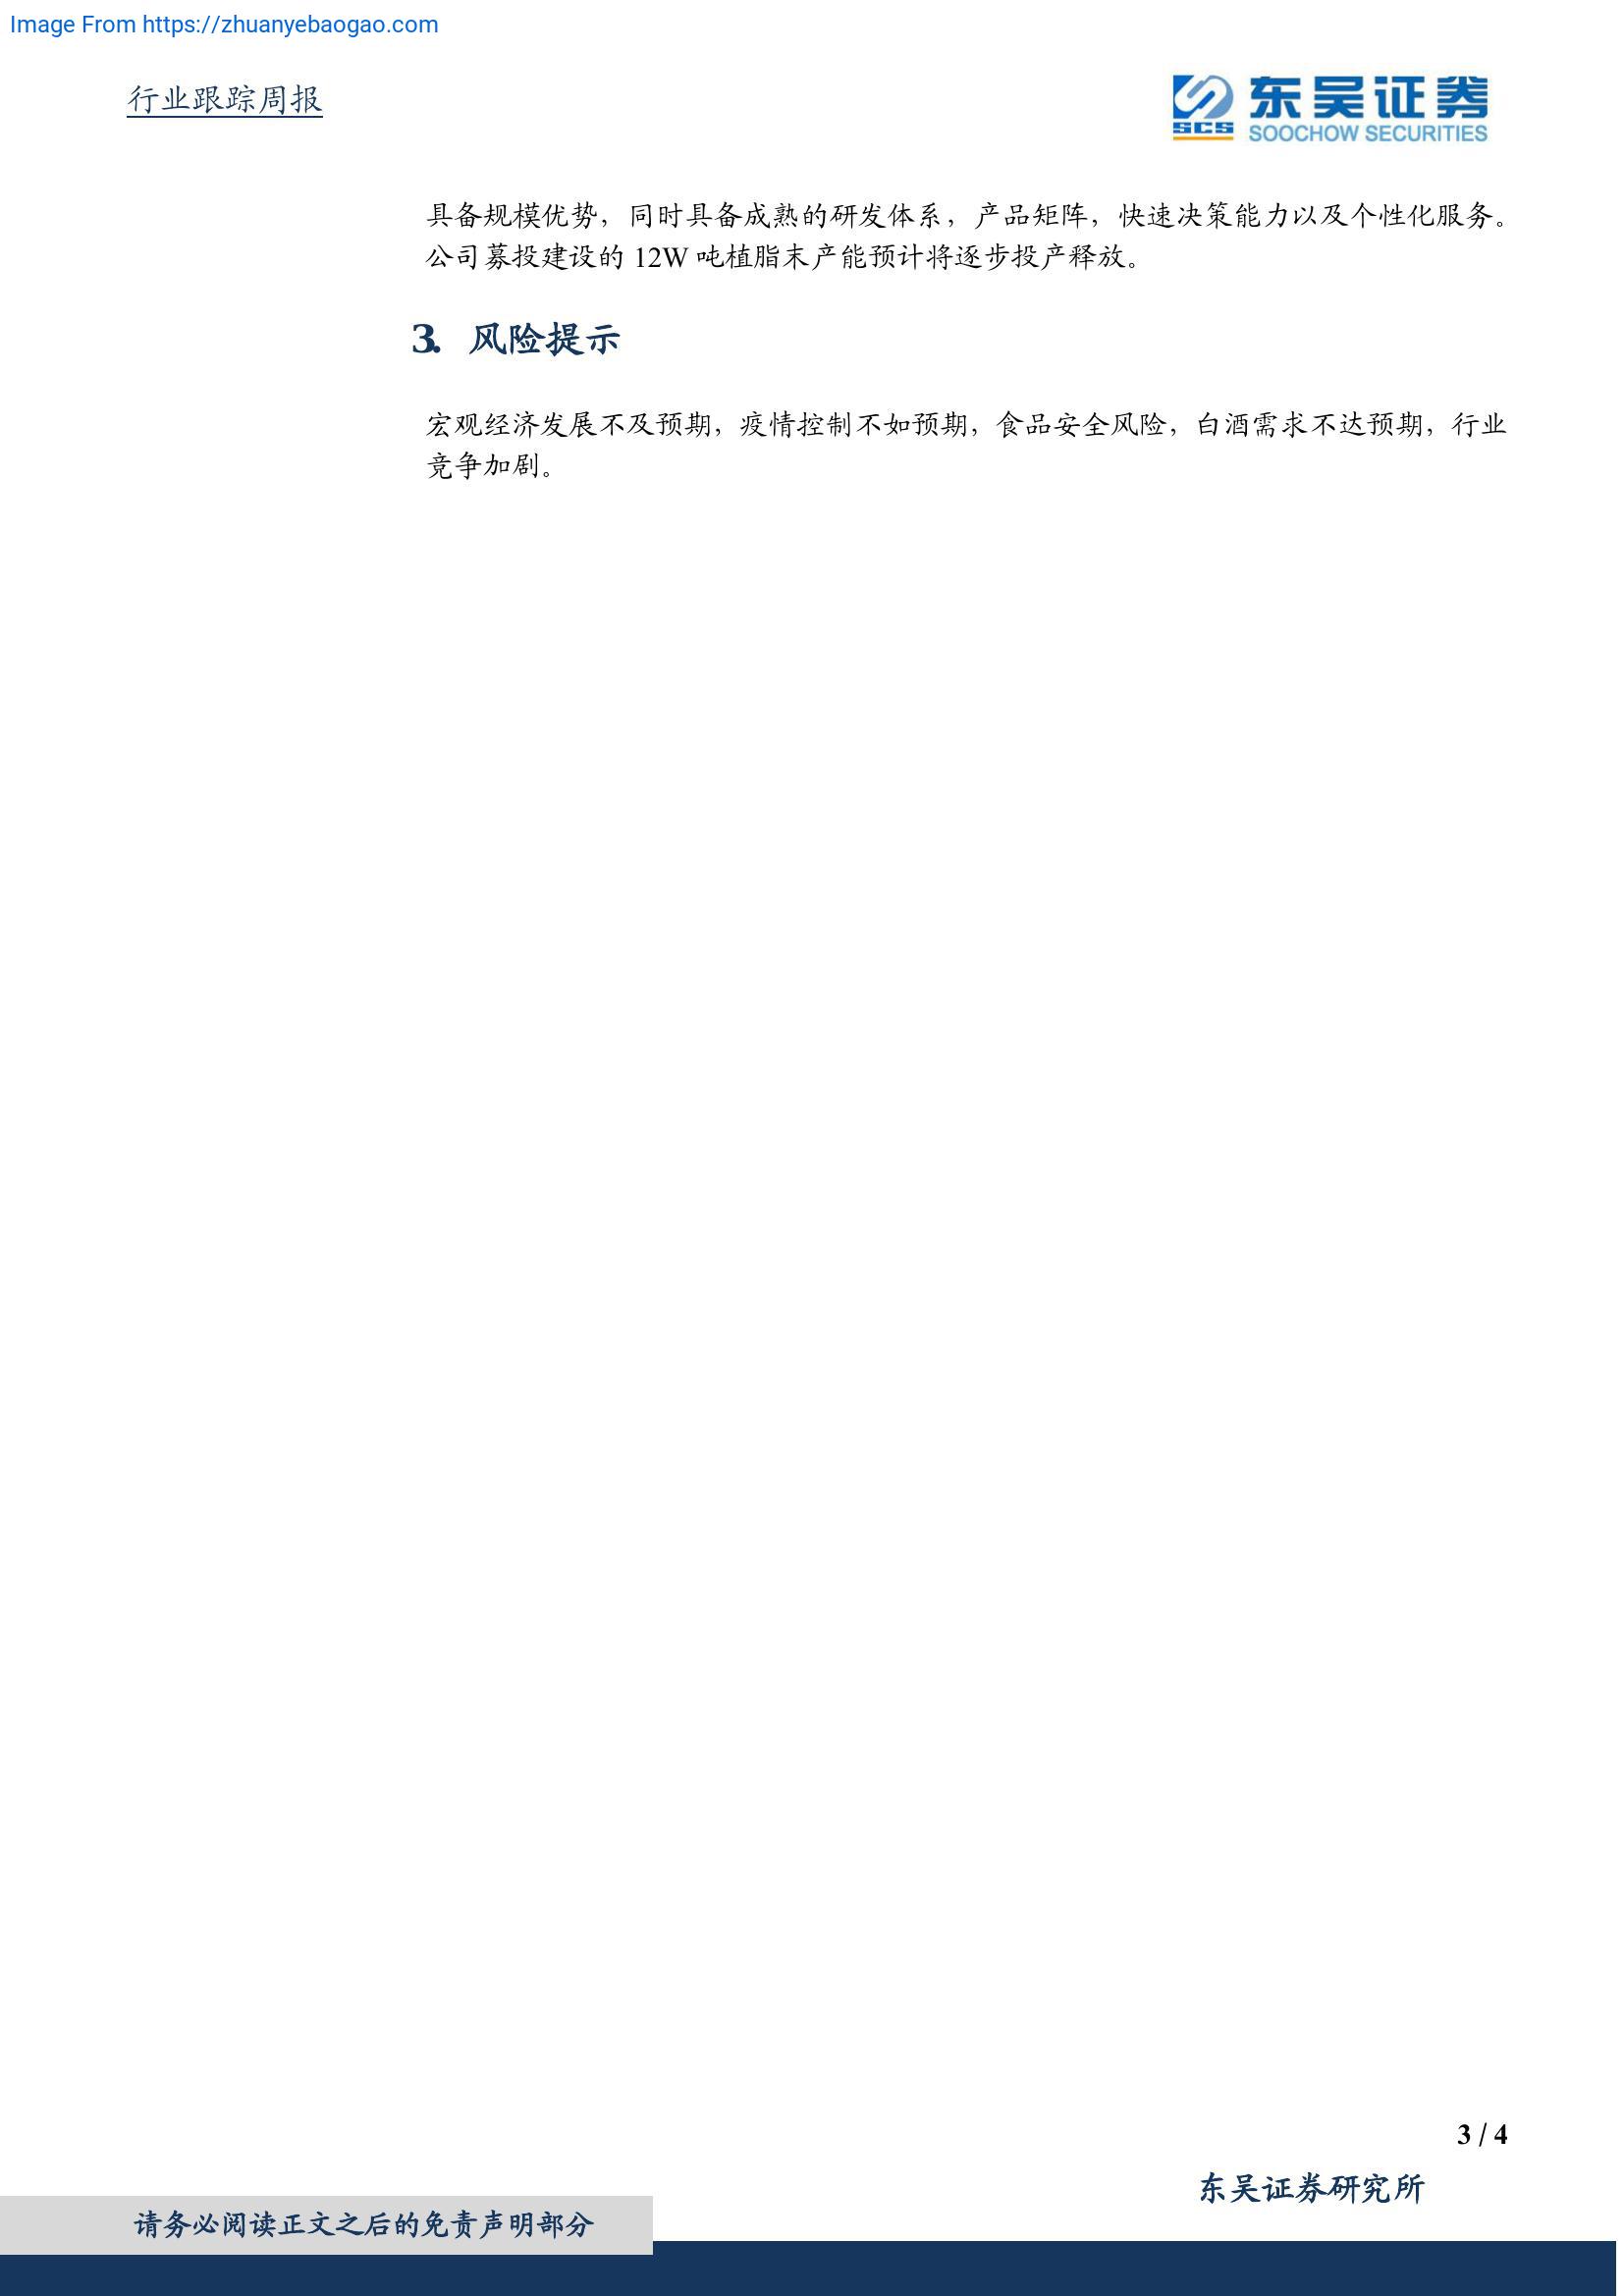 Image From https://zhuanyebaogao.com
行业跟踪周报
东吴证券
SCS
SOOCHOW SECURITIES
具备规模优势，同时具备成熟的研发体系，产品矩阵，快速决策能力以及个性化服务。
公司募投建设的 12W 吨植脂末产能预计将逐步投产释放。
3. 风险提示
宏观经济发展不及预期，疫情控制不如预期，食品安全风险，白酒需求不达预期，行业
竞争加剧。
3 / 4
东吴证券研究所
请务必阅读正文之后的免责声明部分